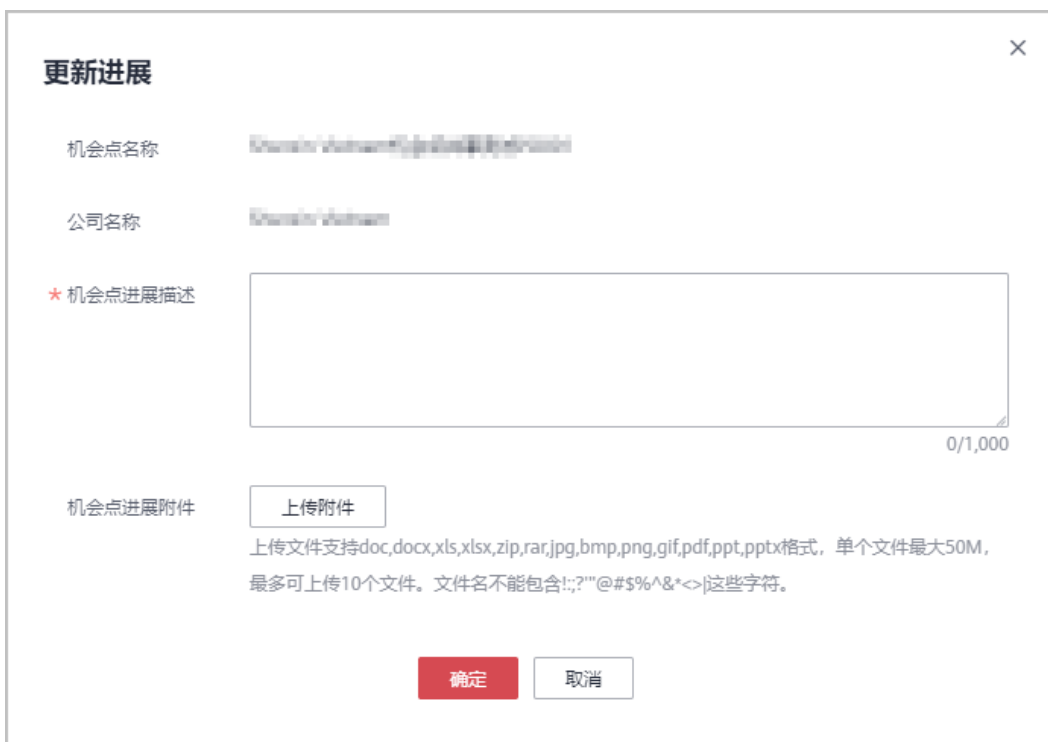 更新进展
机会点名称
公司名称
* 机会点进展描述
0/1,000
机会点进展附件 上传附件
上传文件支持doc,docx,xls,xlsx,zip,rar,jpg,bmp,png,gif,pdf,ppt,pptx格式，单个文件最大50M，
最多可上传10个文件。文件名不能包含!:;?'"@#$%^&*<>|这些字符。
确定 取消